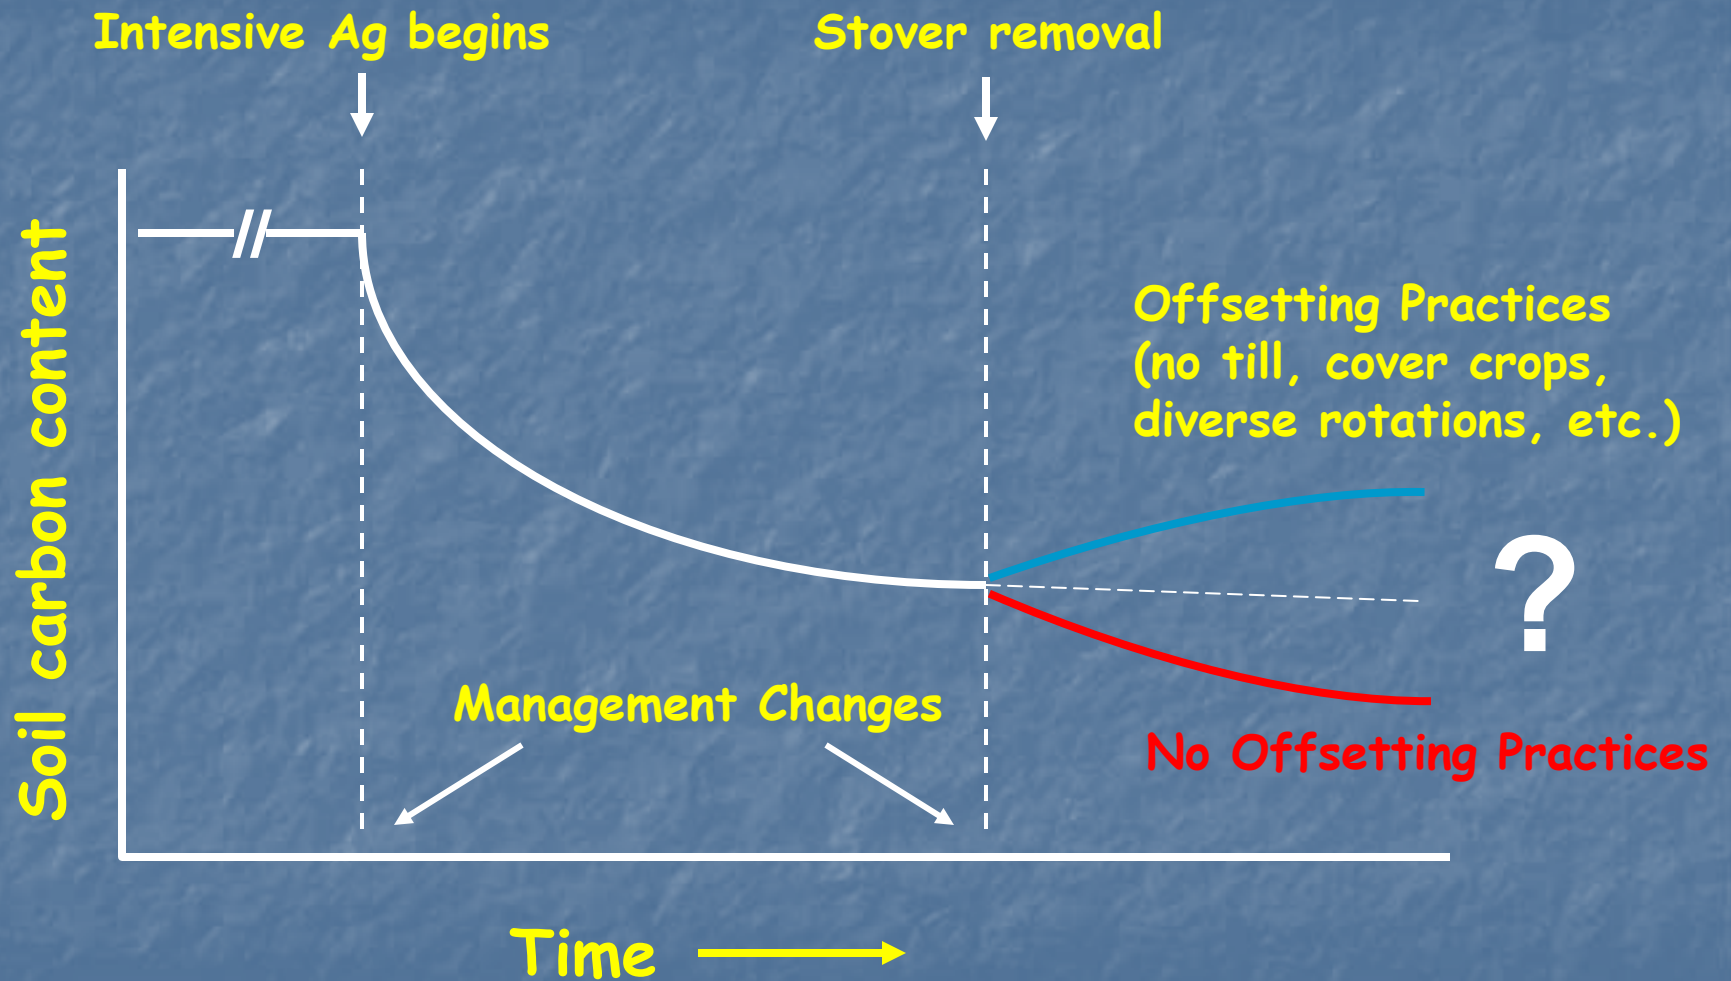 Intensive Ag begins
Stover removal
Soil carbon content
Offsetting Practices
(no till, cover crops,
diverse rotations, etc.)
?
Management Changes
No Offsetting Practices
Time